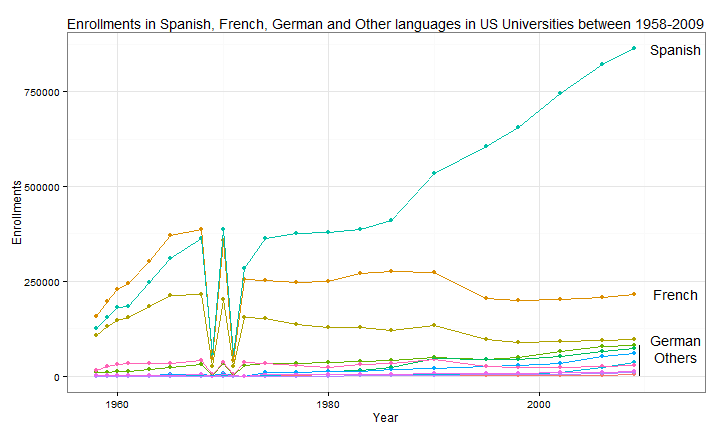 Enrollments in Spanish, French, German and Other languages in US Universities between 1958-2009
Spanish
750000
500000
Enrollments
250000
French
German
Others
0
1960
1980
2000
Year